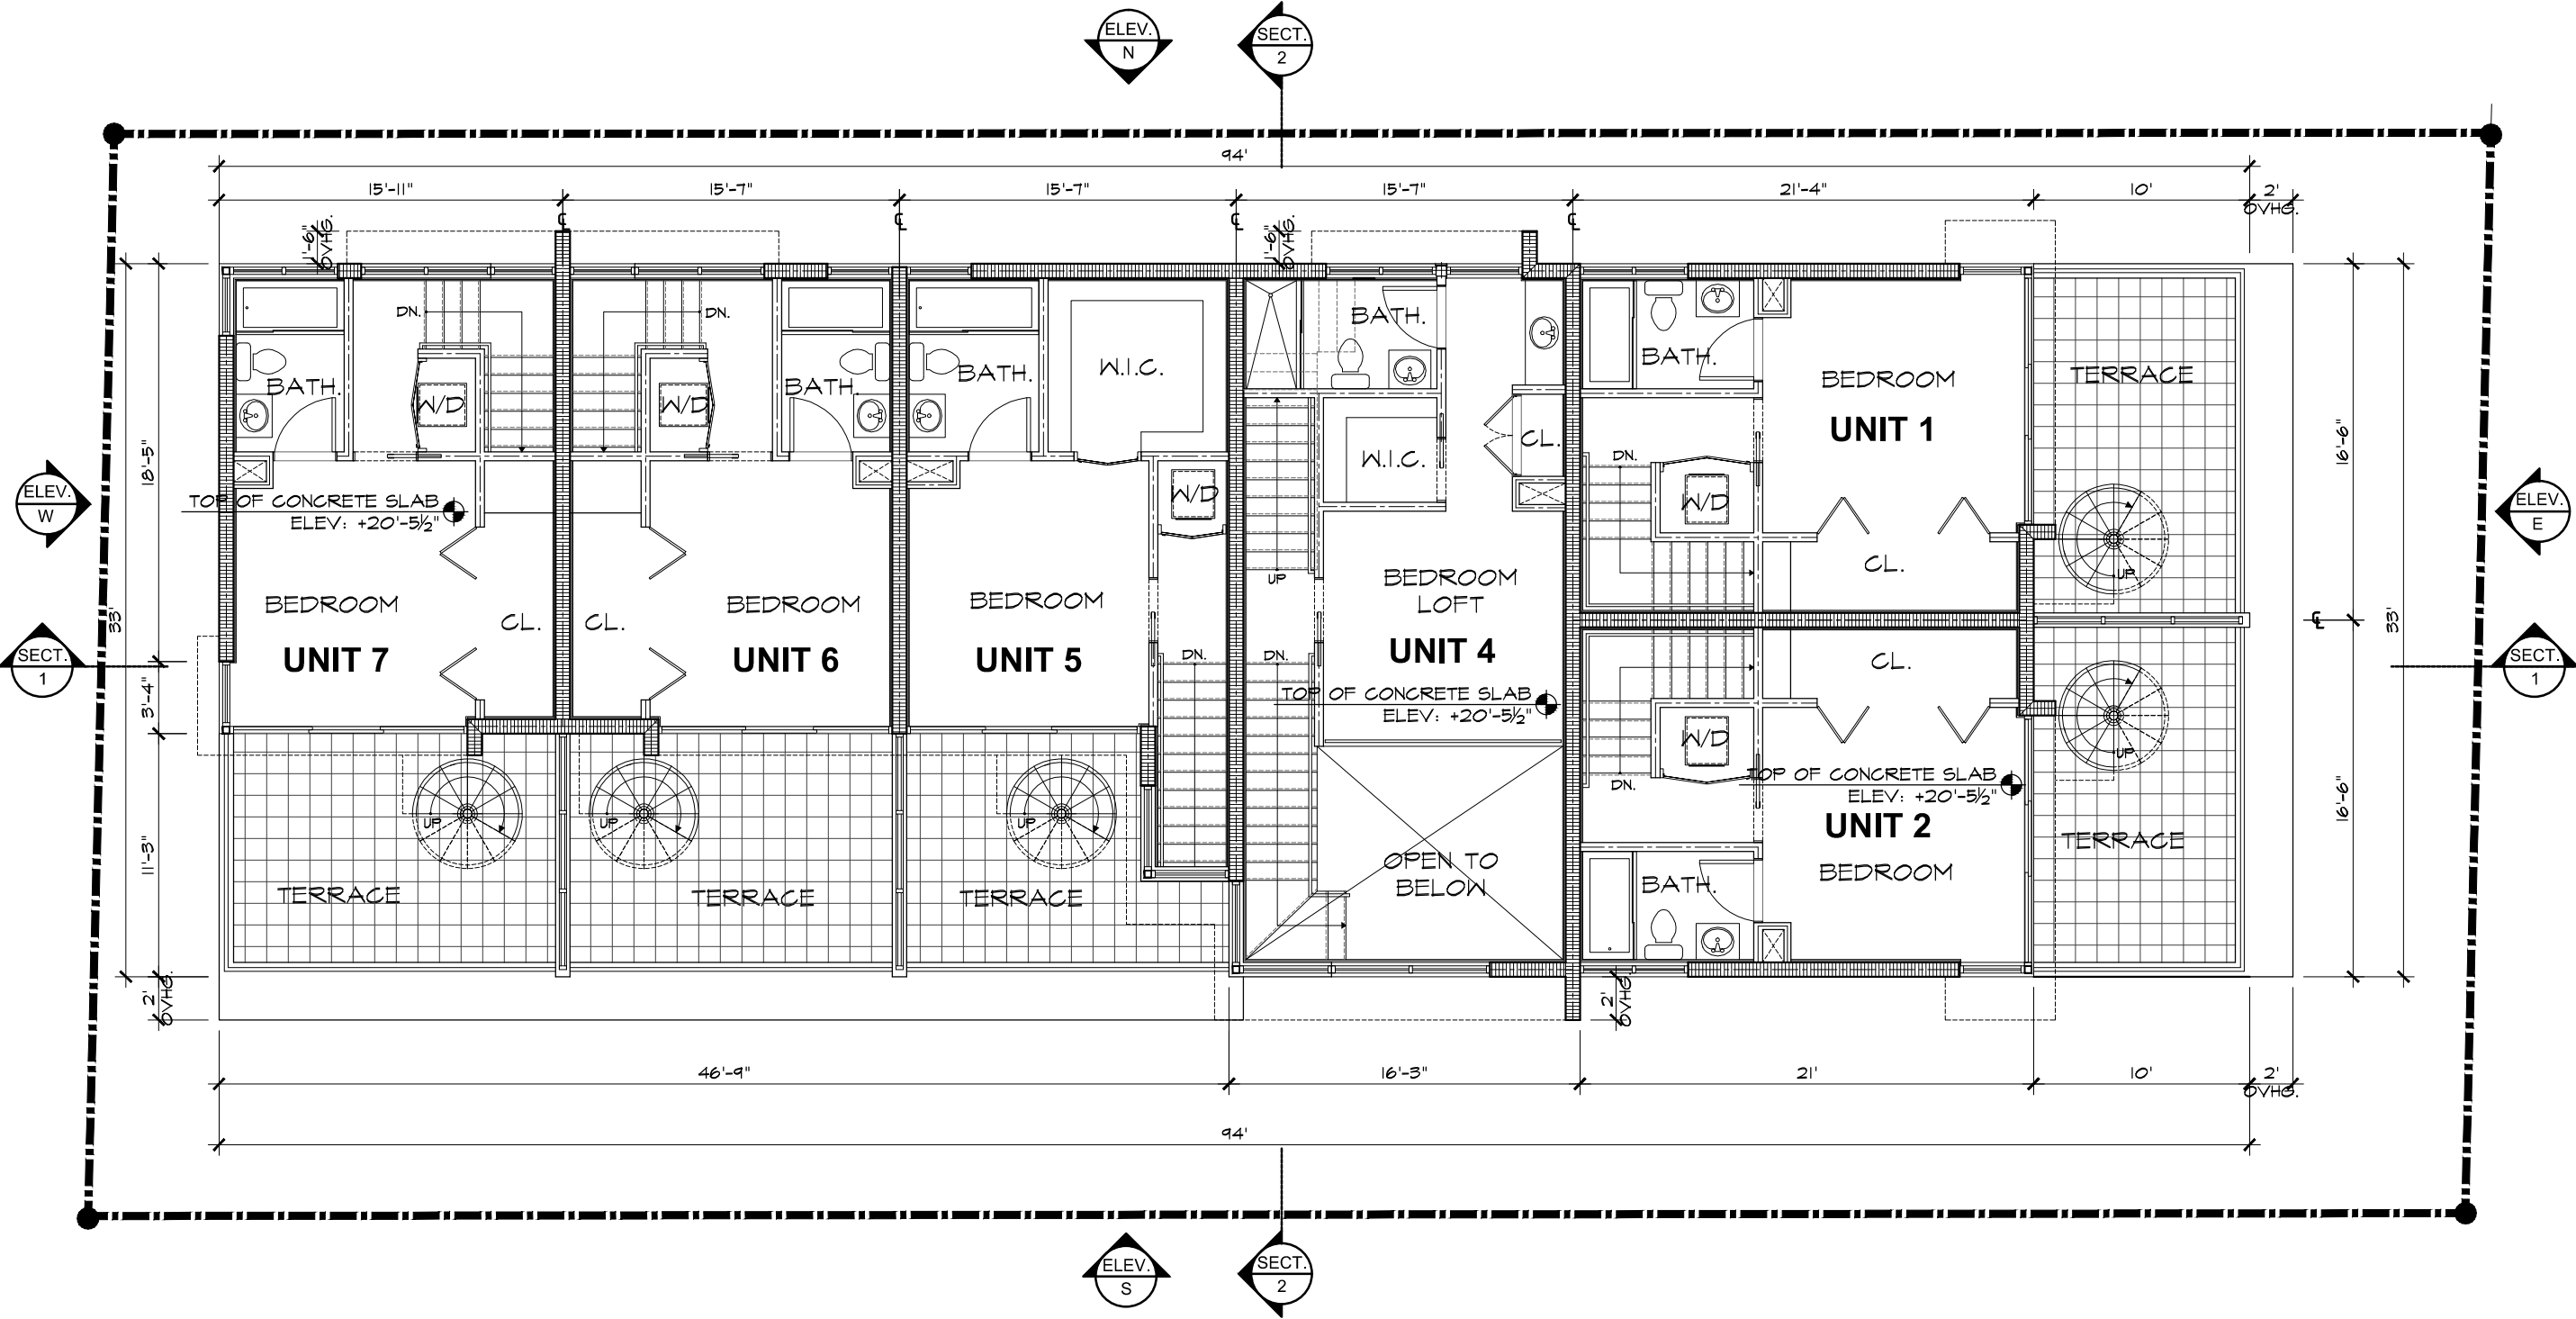 ELEV.
N
SECT.
2
94'
15'-11"
15'-7"
15'-7"
15'-7"
21'-4"
10'
2'
OVHG.
1'-6"
OVHG.
1'-6"
OVHG.
℄
℄
℄
℄
DN.
DN.
BATH.
BATH.
BATH.
W.I.C.
BATH.
BATH.
BEDROOM
UNIT 1
TERRACE
W/D
W/D
CL.
W.I.C.
18'-5"
33'
3'-4"
11'-3"
2'
OVHG.
16'-6"
16'-6"
33'
℄
ELEV.
W
ELEV.
E
TOP OF CONCRETE SLAB
ELEV: +20'-5½"
W/D
DN.
W/D
UP
CL.
UP
BEDROOM
CL.
CL.
BEDROOM
BEDROOM
BEDROOM
LOFT
UNIT 7
UNIT 6
UNIT 5
UNIT 4
DN.
DN.
CL.
SECT.
1
SECT.
1
TOP OF CONCRETE SLAB
ELEV: +20'-5½"
W/D
DN.
UP
TOP OF CONCRETE SLAB
ELEV: +20'-5½"
UNIT 2
BEDROOM
TERRACE
UP
UP
UP
OPEN TO
BELOW
BATH.
TERRACE
TERRACE
TERRACE
2'
OVHG.
46'-9"
16'-3"
21'
10'
2'
OVHG.
94'
ELEV.
S
SECT.
2